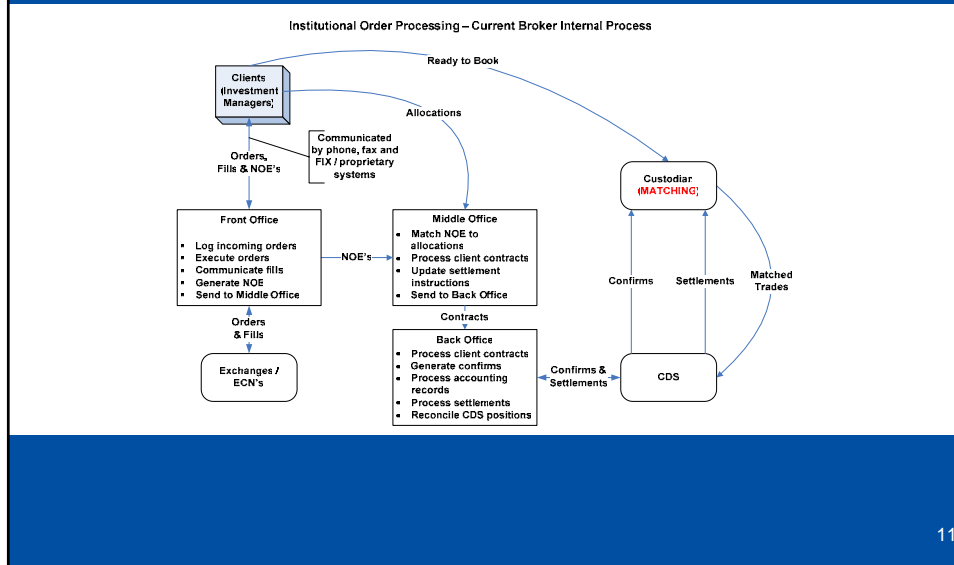 Institutional Order Processing – Current Broker Internal Process
Ready to Book
Clients
(Investment
Managers)
Allocations
Communicated
by phone, fax and
FIX / proprietary
systems
Orders,
Fills & NOE's
Custodian
(MATCHING)
Front Office
▪ Log incoming orders
▪ Execute orders
▪ Communicate fills
▪ Generate NOE
▪ Send to Middle Office
NOE's
Middle Office
▪ Match NOE to
allocations
▪ Process client contracts
▪ Update settlement
instructions
▪ Send to Back Office
Confirms
Settlements
Matched
Trades
Orders
& Fills
Contracts
Exchanges /
ECN's
Back Office
▪ Process client contracts
▪ Generate confirms
▪ Process accounting
records
▪ Process settlements
▪ Reconcile CDS positions
Confirms &
Settlements
CDS
11